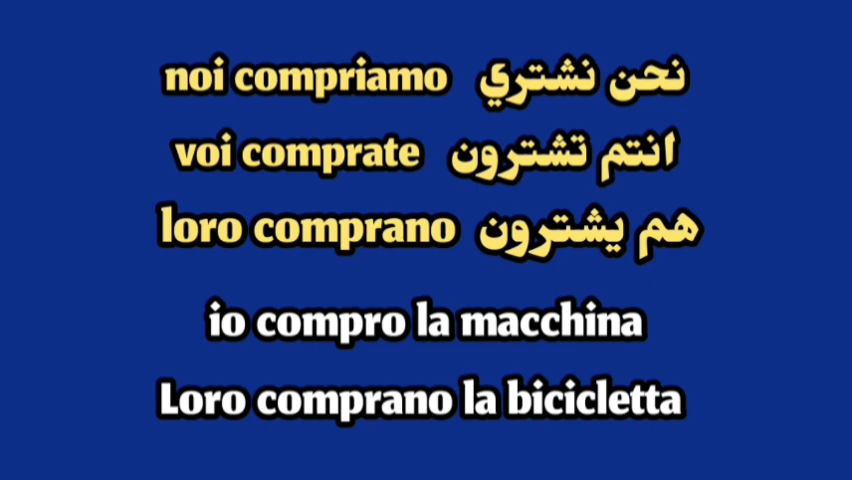 noi compriamo نحن نشتري
voi comprate انتم تشترون
loro comprano هم يشترون
io compro la macchina
Loro comprano la bicicletta